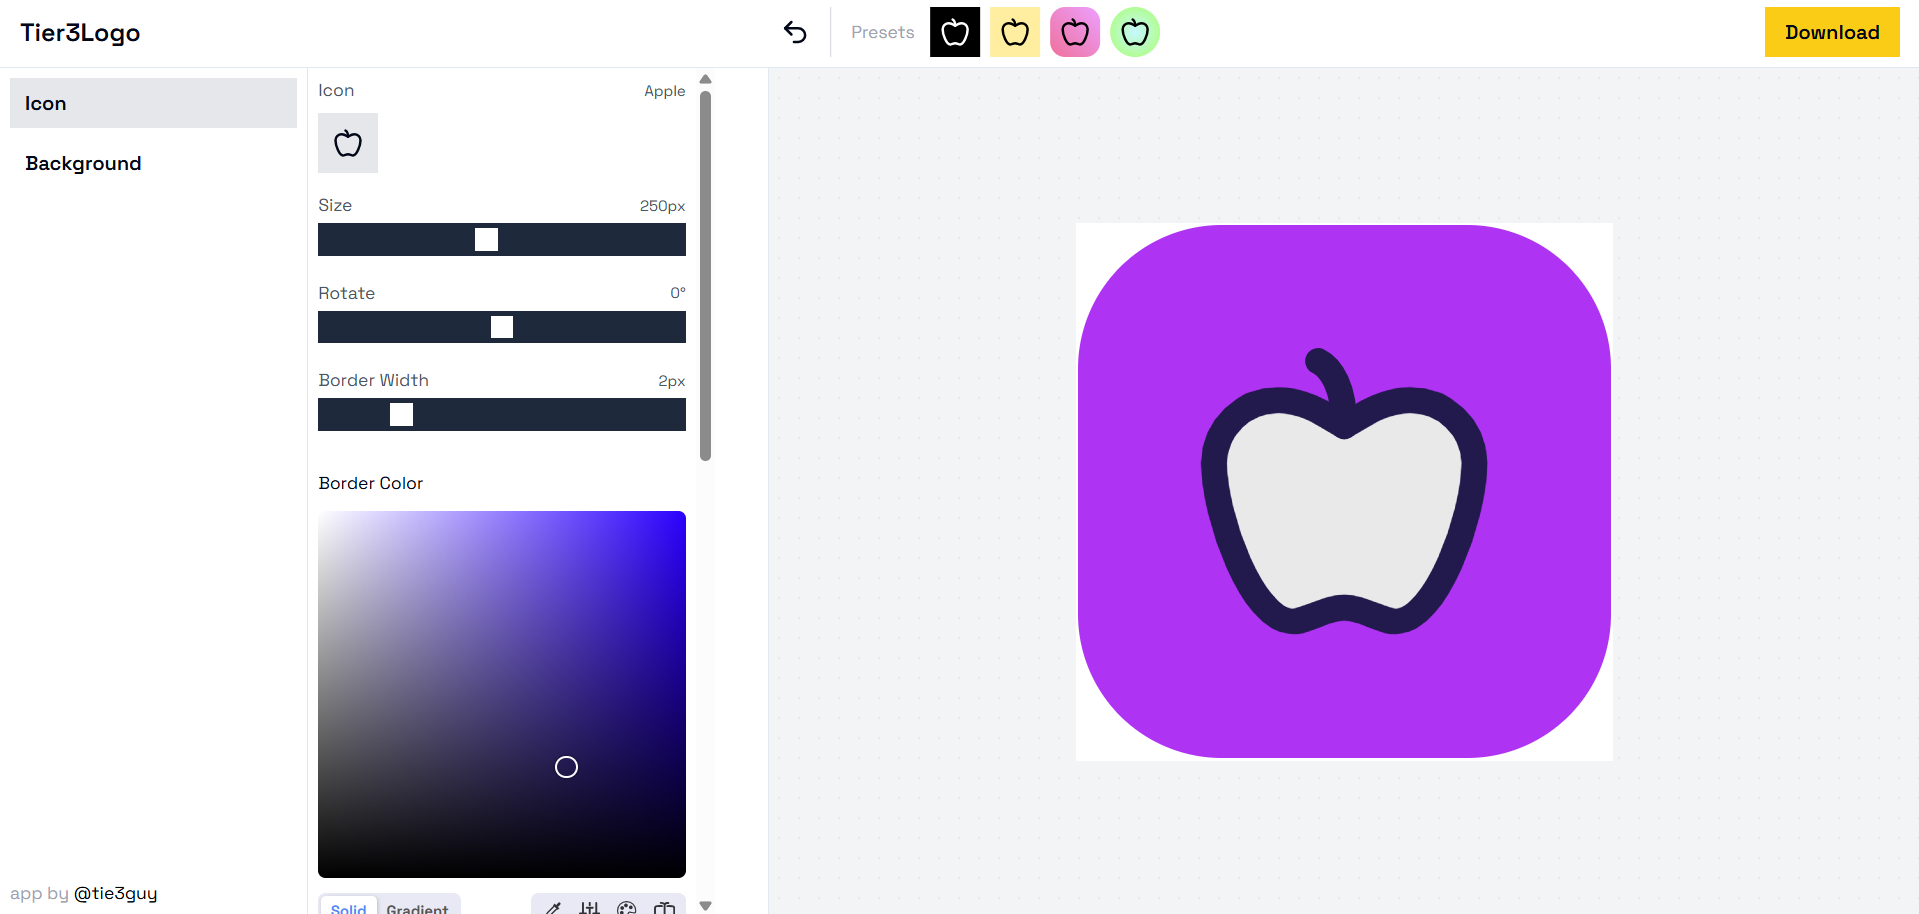 Tier3Logo
Presets
Download
Icon
Background
Icon
Apple
Size
250px
Rotate
0°
Border Width
2px
Border Color
Solid
Gradient
app by @tie3guy